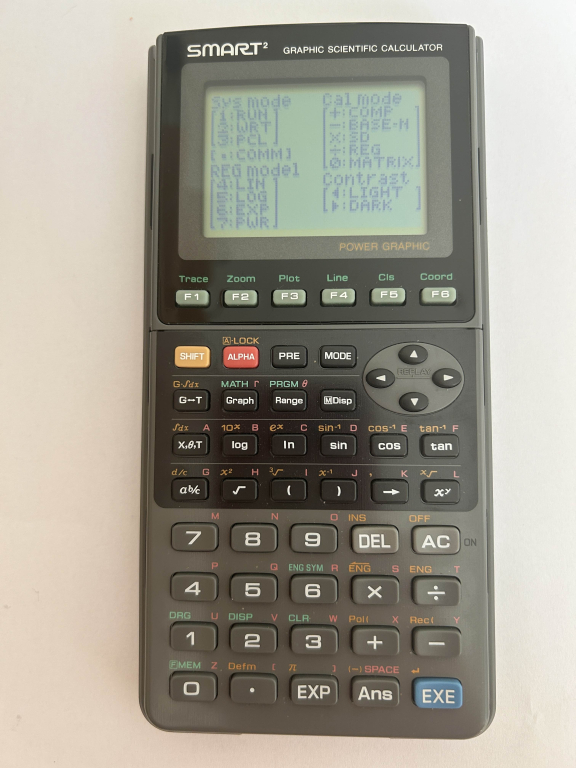 SMART² GRAPHIC SCIENTIFIC CALCULATOR
Sys mode Cal mode
[1:RUN ] [+:COMP
2:WRT -:BASE-N
3:PCL ×:SD
[.:COMM] ÷:REG
REG model 0:MATRIX]
[4:LIN Contrast
5:LOG [◀:LIGHT
6:EXP ▶:DARK ]
7:PWR]
POWER GRAPHIC
Trace Zoom Plot Line Cls Coord
F1 F2 F3 F4 F5 F6
A-LOCK
SHIFT ALPHA PRE MODE ▲
◀ REPLAY ▶
▼
G-∫dx MATH r PRGM θ
G↔T Graph Range MDisp
∫dx A 10ˣ B eˣ C sin⁻¹ D cos⁻¹ E tan⁻¹ F
X,θ,T log ln sin cos tan
d/c G x² H ³√ I x⁻¹ J , K ˣ√ L
ab/c √ ( ) → xʸ
M N O INS OFF
7 8 9 DEL AC ON
P Q ENG SYM R ENG S ENG T
4 5 6 × ÷
DRG U DISP V CLR W Pol( X Rec( Y
1 2 3 + −
FMEM Z Defm [ π ] (−) SPACE ↵
0 · EXP Ans EXE